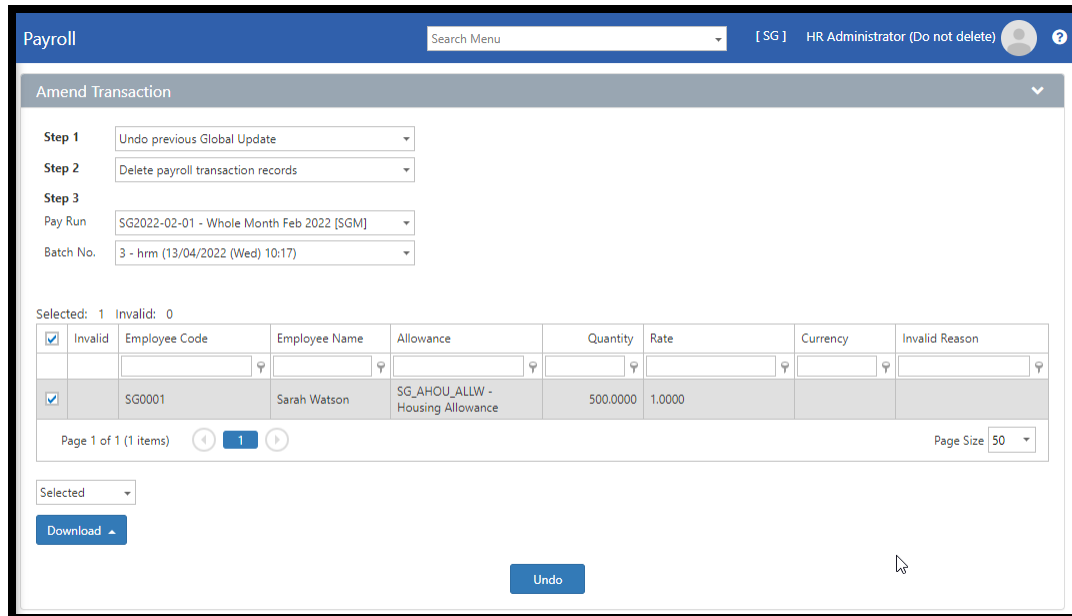 Payroll
Search Menu
[ SG ]
HR Administrator (Do not delete)
?
Amend Transaction
Step 1
Undo previous Global Update
Step 2
Delete payroll transaction records
Step 3
Pay Run
SG2022-02-01 - Whole Month Feb 2022 [SGM]
Batch No.
3 - hrm (13/04/2022 (Wed) 10:17)
Selected: 1 Invalid: 0
Invalid Employee Code Employee Name Allowance Quantity Rate Currency Invalid Reason
SG0001 Sarah Watson SG_AHOU_ALLW -
Housing Allowance 500.0000 1.0000
Page 1 of 1 (1 items) 1 Page Size 50
Selected
Download
Undo